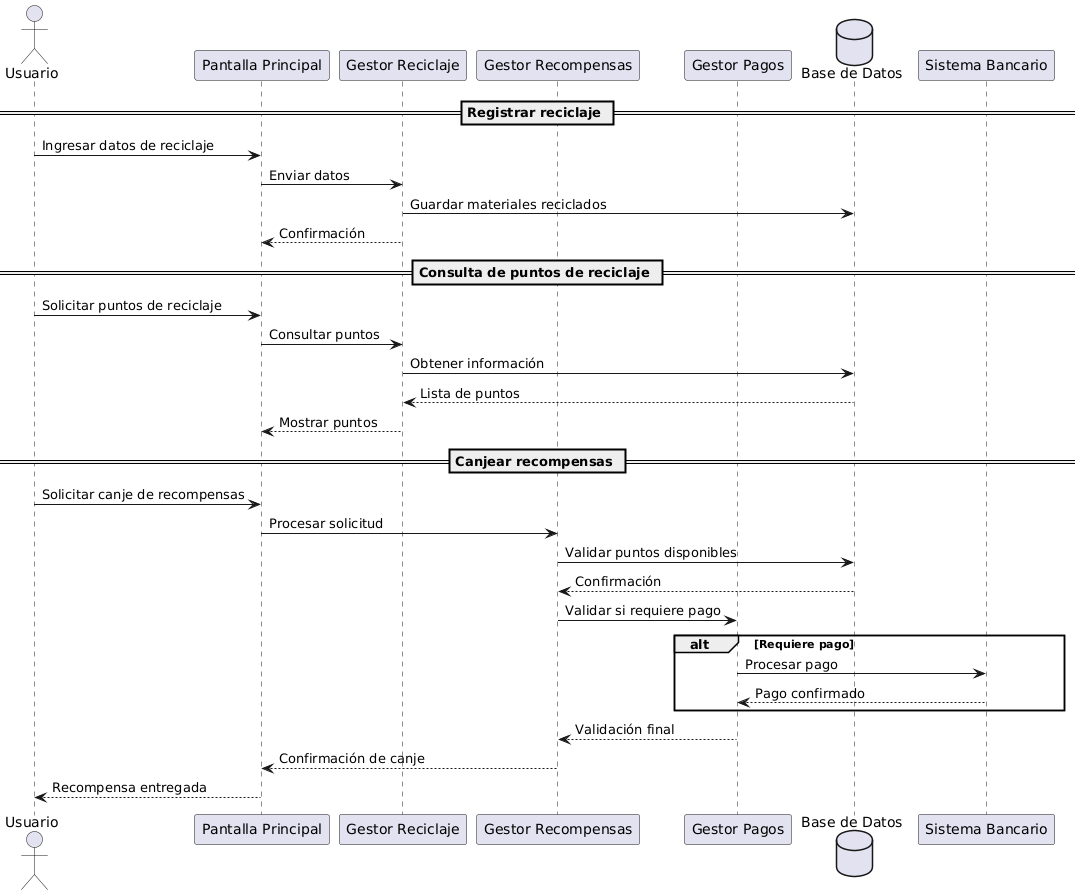 Usuario
Pantalla Principal
Gestor Reciclaje
Gestor Recompensas
Gestor Pagos
Base de Datos
Sistema Bancario
Registrar reciclaje
Ingresar datos de reciclaje
Enviar datos
Guardar materiales reciclados
Confirmación
Consulta de puntos de reciclaje
Solicitar puntos de reciclaje
Consultar puntos
Obtener información
Lista de puntos
Mostrar puntos
Canjear recompensas
Solicitar canje de recompensas
Procesar solicitud
Validar puntos disponibles
Confirmación
Validar si requiere pago
alt
[Requiere pago]
Procesar pago
Pago confirmado
Validación final
Confirmación de canje
Recompensa entregada
Usuario
Pantalla Principal
Gestor Reciclaje
Gestor Recompensas
Gestor Pagos
Base de Datos
Sistema Bancario